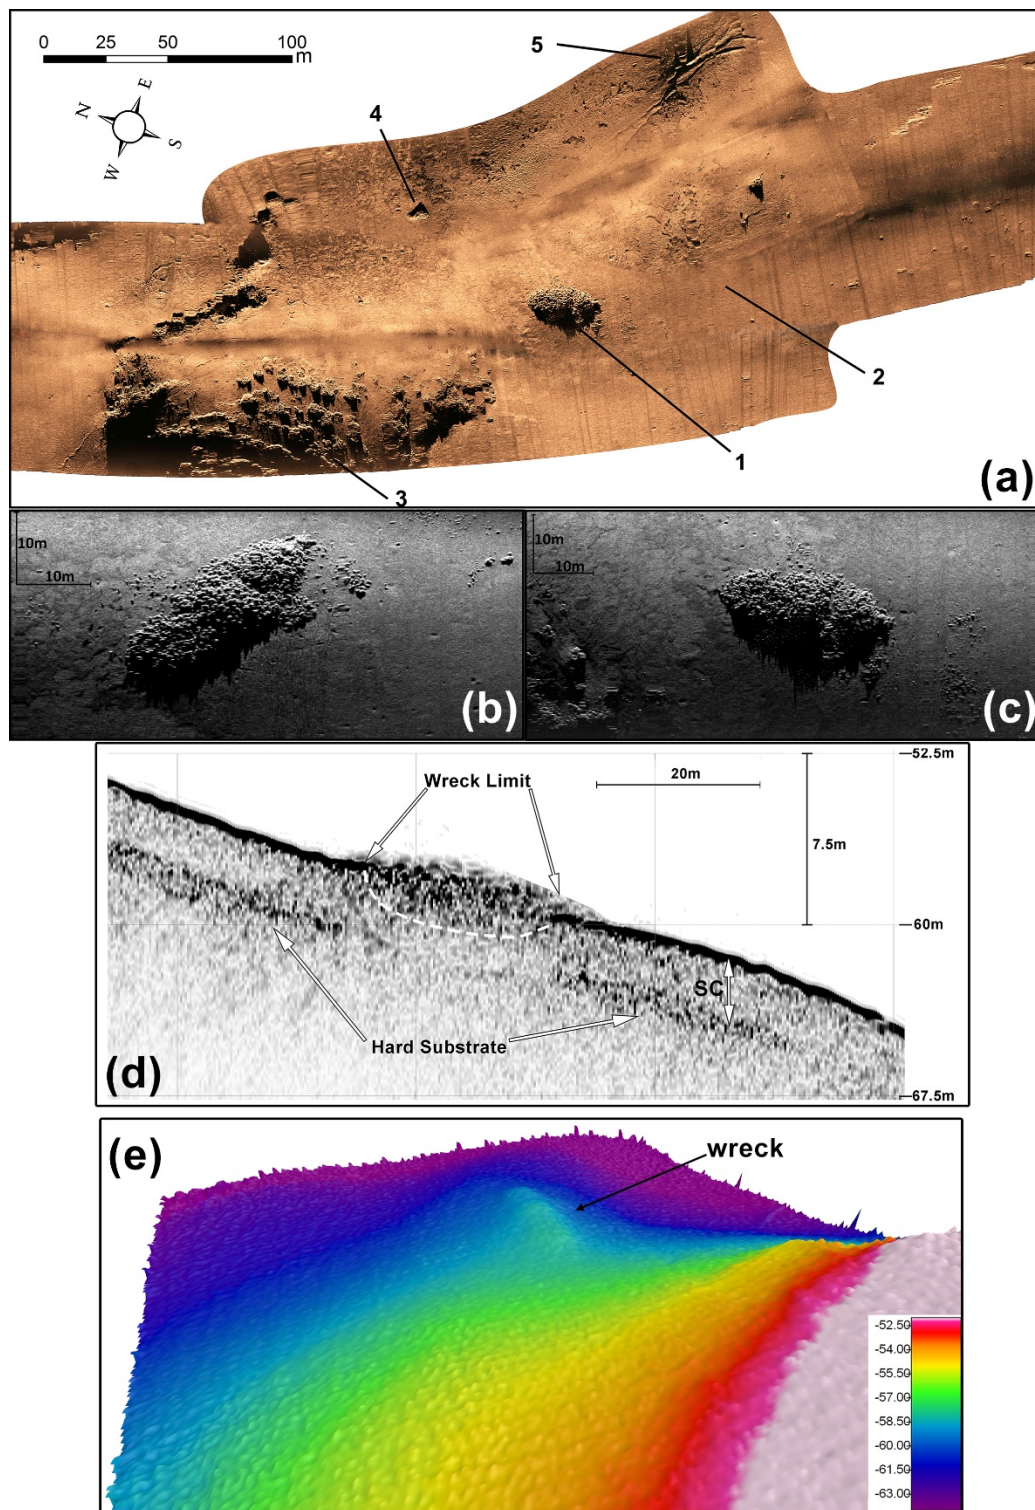 0 25 50 100
m
N E
W S
5
4
2
1
3
(a)
10m
10m
(b)
10m
10m
(c)
52.5m
20m
Wreck Limit
7.5m
60m
SC
Hard Substrate
(d)
67.5m
(e)
wreck
-52.50
-54.00
-55.50
-57.00
-58.50
-60.00
-61.50
-63.00